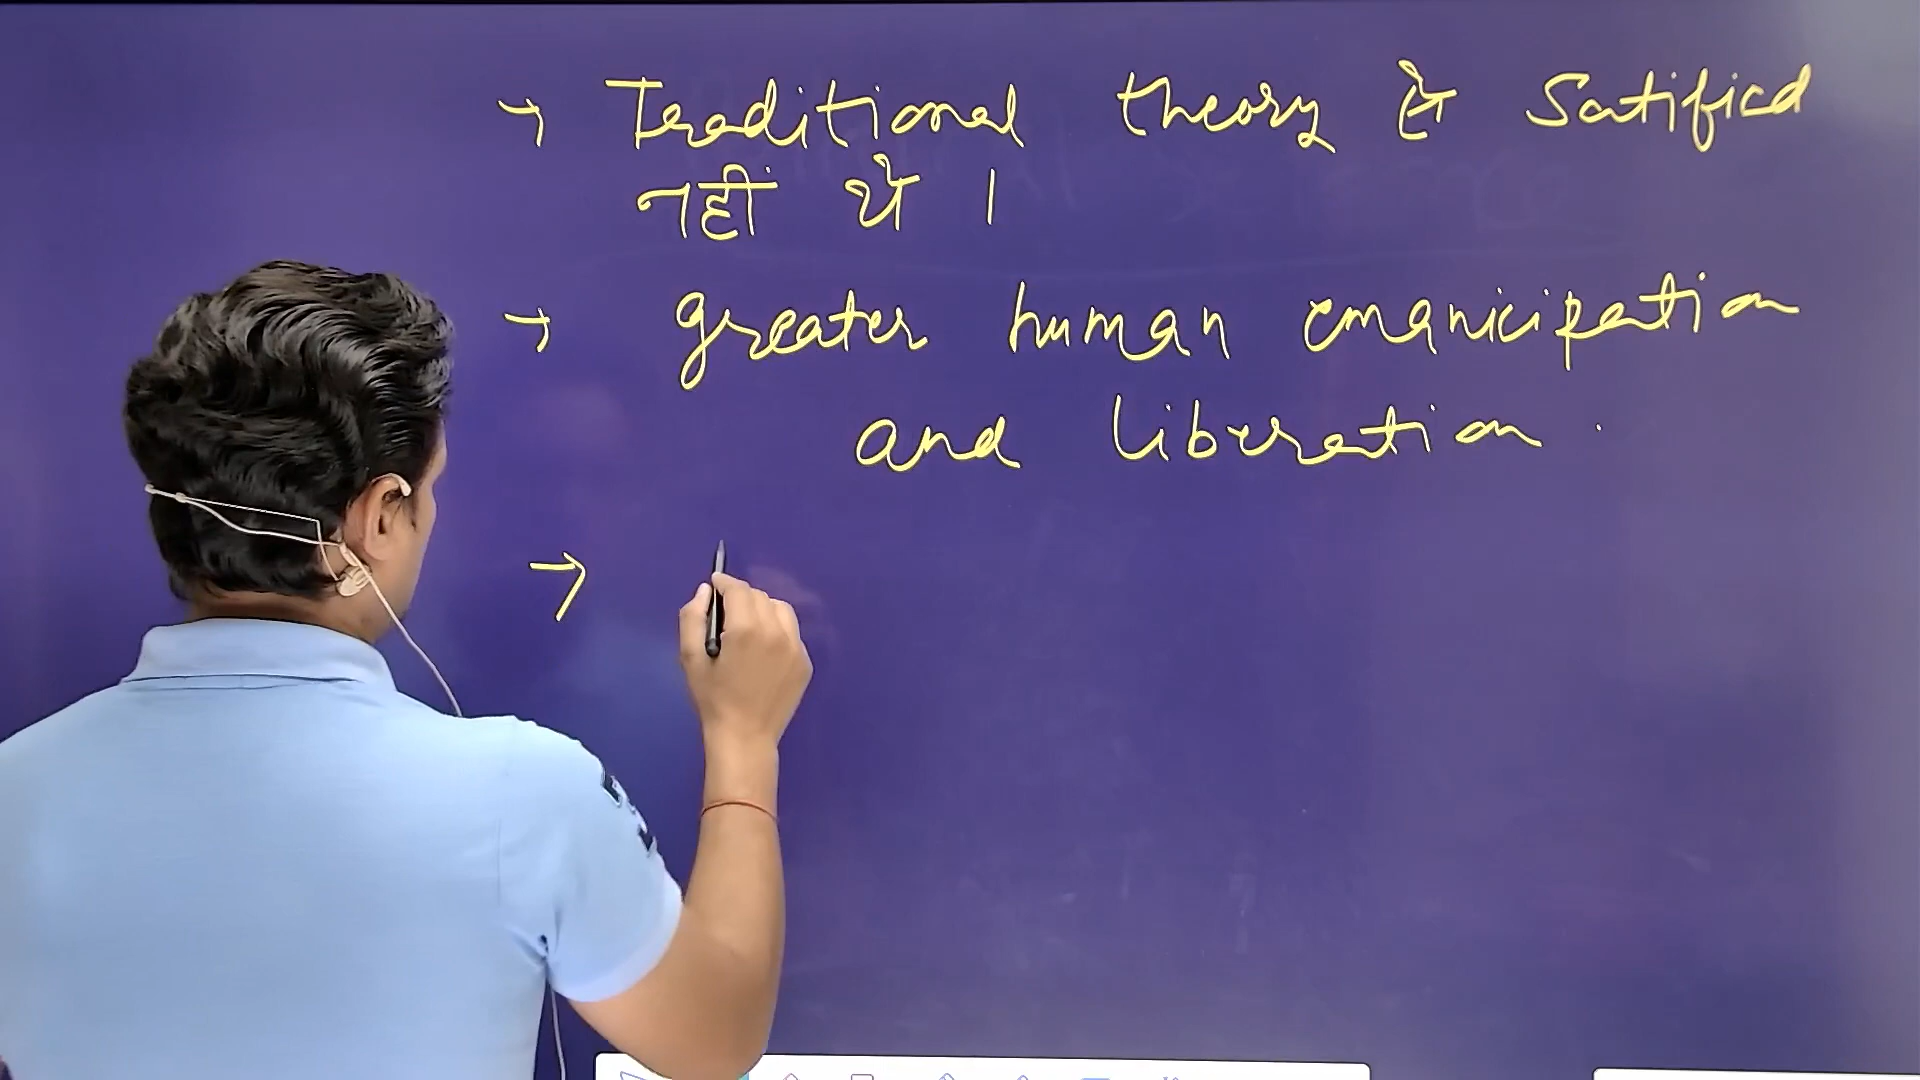 → Traditional theory से Satified
नहीं थे ।
→ greater human emanicipation
and liberation .
→